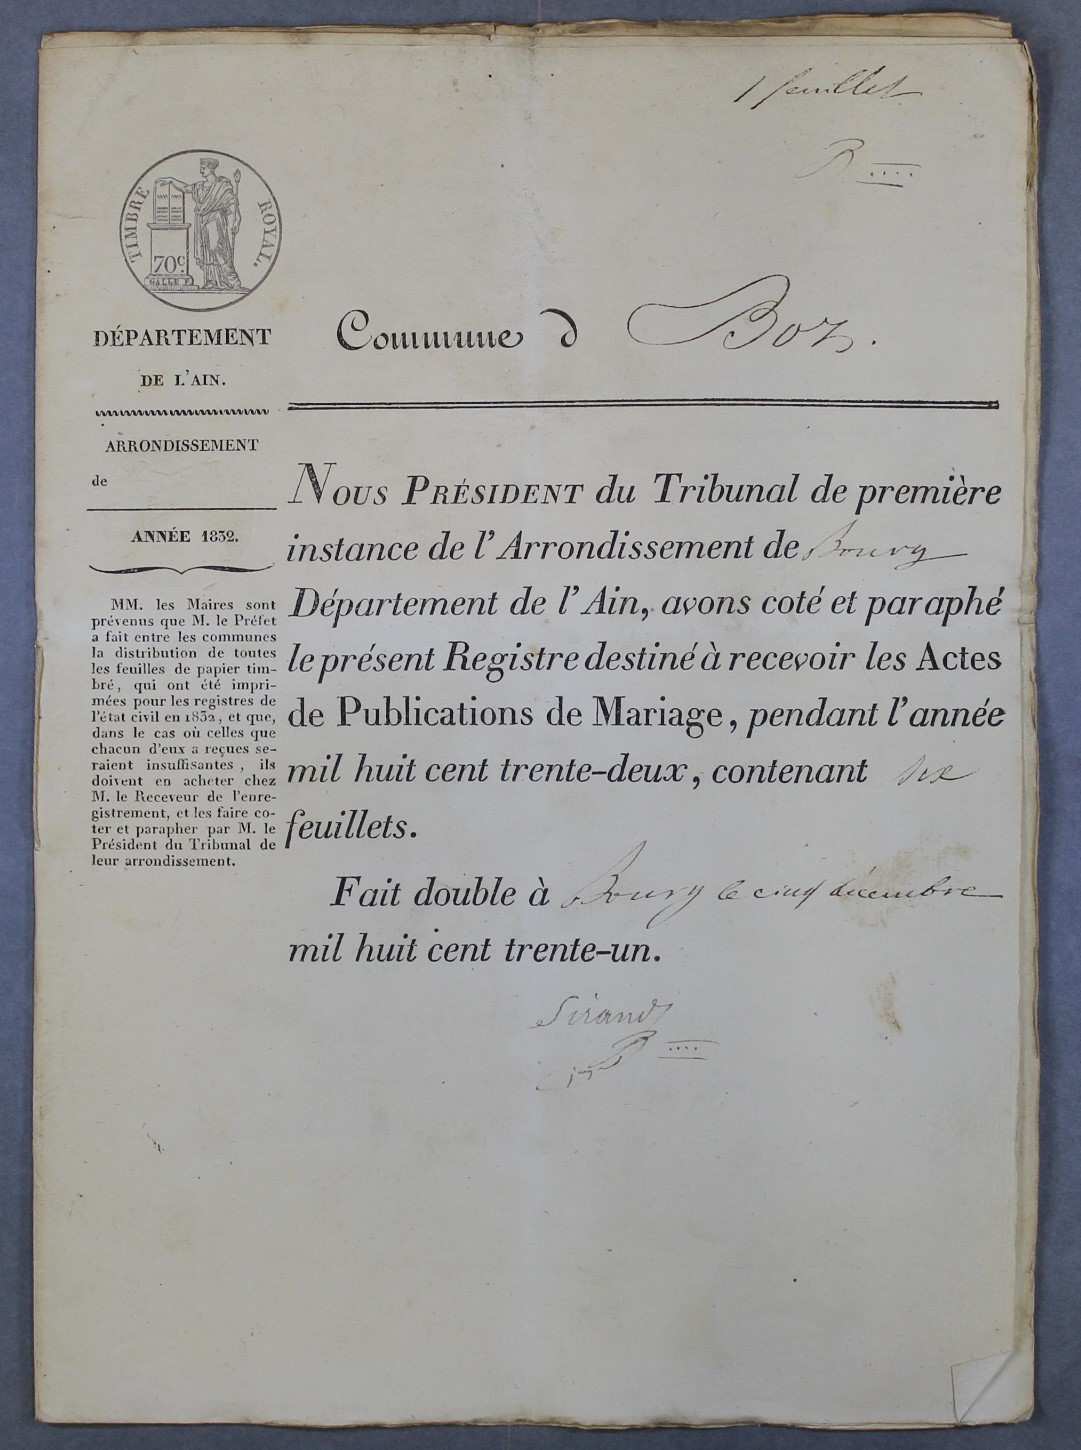 1 feuillet
TIMBRE ROYAL.
70c
GALLE F.
DÉPARTEMENT
DE L'AIN.
ARRONDISSEMENT
de
ANNÉE 1832.
MM. les Maires sont
prévenus que M. le Préfet
a fait entre les communes
la distribution de toutes
les feuilles de papier tim-
bré, qui ont été impri-
mées pour les registres de
l'état civil en 1832, et que,
dans le cas où celles que
chacun d'eux a reçues se-
raient insuffisantes, ils
doivent en acheter chez
M. le Receveur de l'enre-
gistrement, et les faire co-
ter et parapher par M. le
Président du Tribunal de
leur arrondissement.
Commune d Boz.
NOUS PRÉSIDENT du Tribunal de première
instance de l'Arrondissement de Bourg
Département de l'Ain, avons coté et paraphé
le présent Registre destiné à recevoir les Actes
de Publications de Mariage, pendant l'année
mil huit cent trente-deux, contenant six
feuillets.
Fait double à Bourg le cinq décembre
mil huit cent trente-un.
Sirand